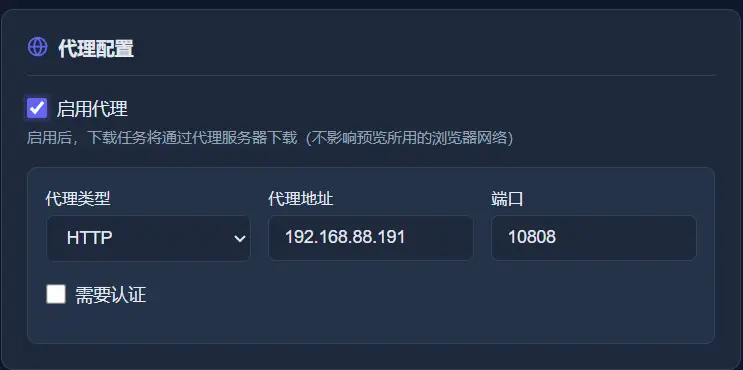 代理配置
启用代理
启用后，下载任务将通过代理服务器下载（不影响预览所用的浏览器网络）
代理类型 代理地址 端口
HTTP 192.168.88.191 10808
需要认证